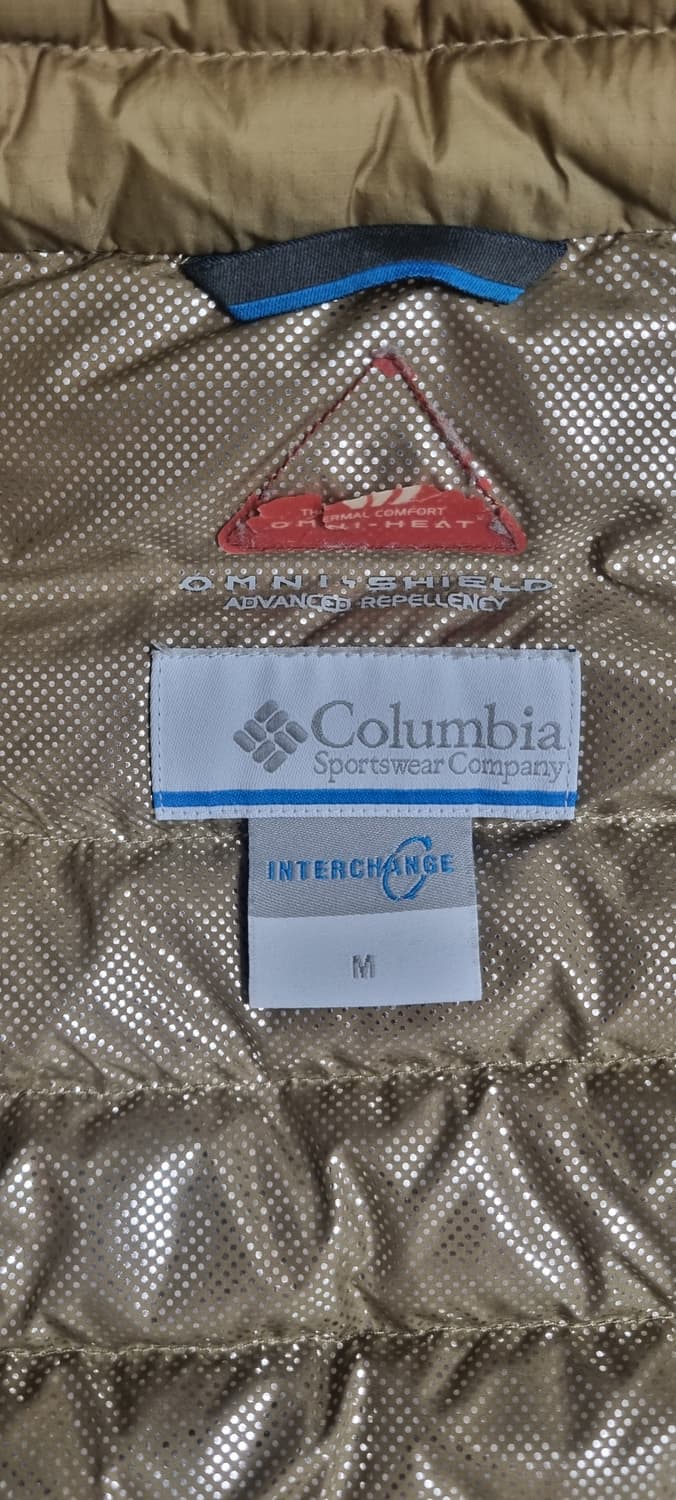 THERMAL COMFORT
OMNI-HEAT
OMNI-SHIELD
ADVANCED REPELLENCY
Columbia
Sportswear Company
INTERCHANGE
M